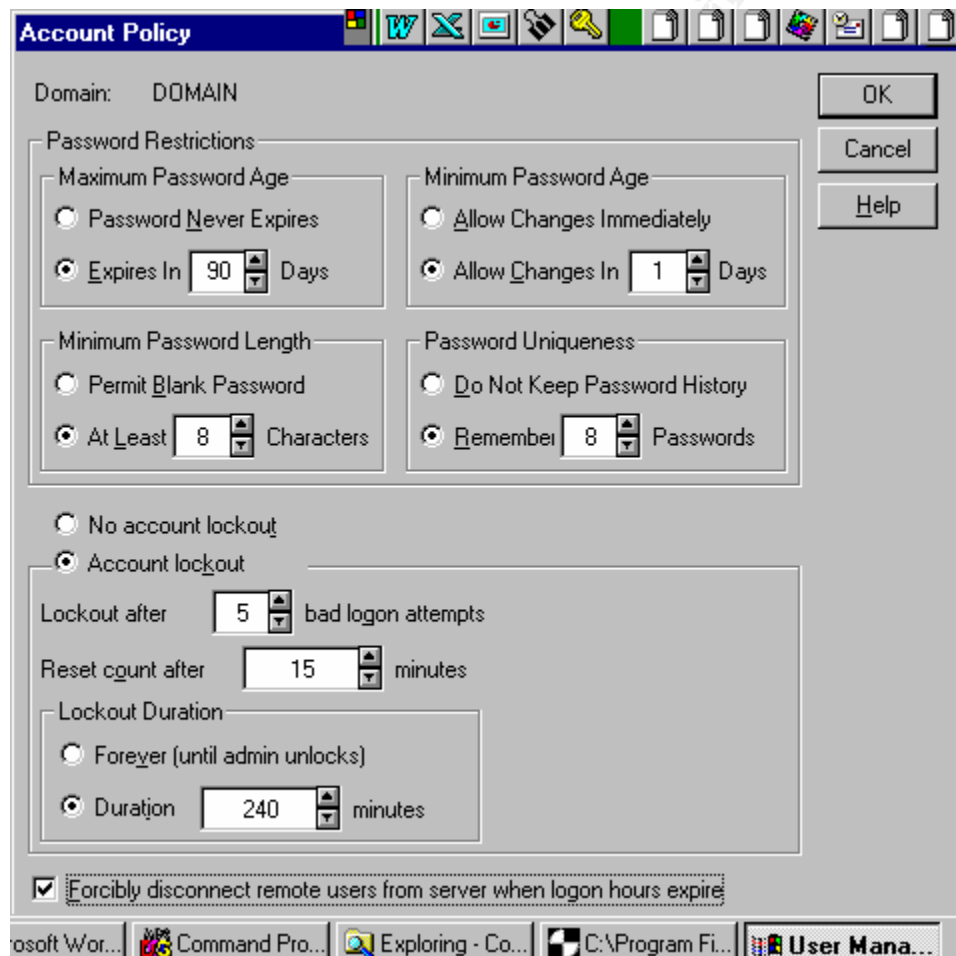 Account Policy
Domain: DOMAIN
OK
Cancel
Help
Password Restrictions
Maximum Password Age
Password Never Expires
Expires In 90 Days
Minimum Password Age
Allow Changes Immediately
Allow Changes In 1 Days
Minimum Password Length
Permit Blank Password
At Least 8 Characters
Password Uniqueness
Do Not Keep Password History
Remember 8 Passwords
No account lockout
Account lockout
Lockout after 5 bad logon attempts
Reset count after 15 minutes
Lockout Duration
Forever (until admin unlocks)
Duration 240 minutes
Forcibly disconnect remote users from server when logon hours expire
rosoft Wor... Command Pro... Exploring - Co... C:\Program Fi... User Mana...